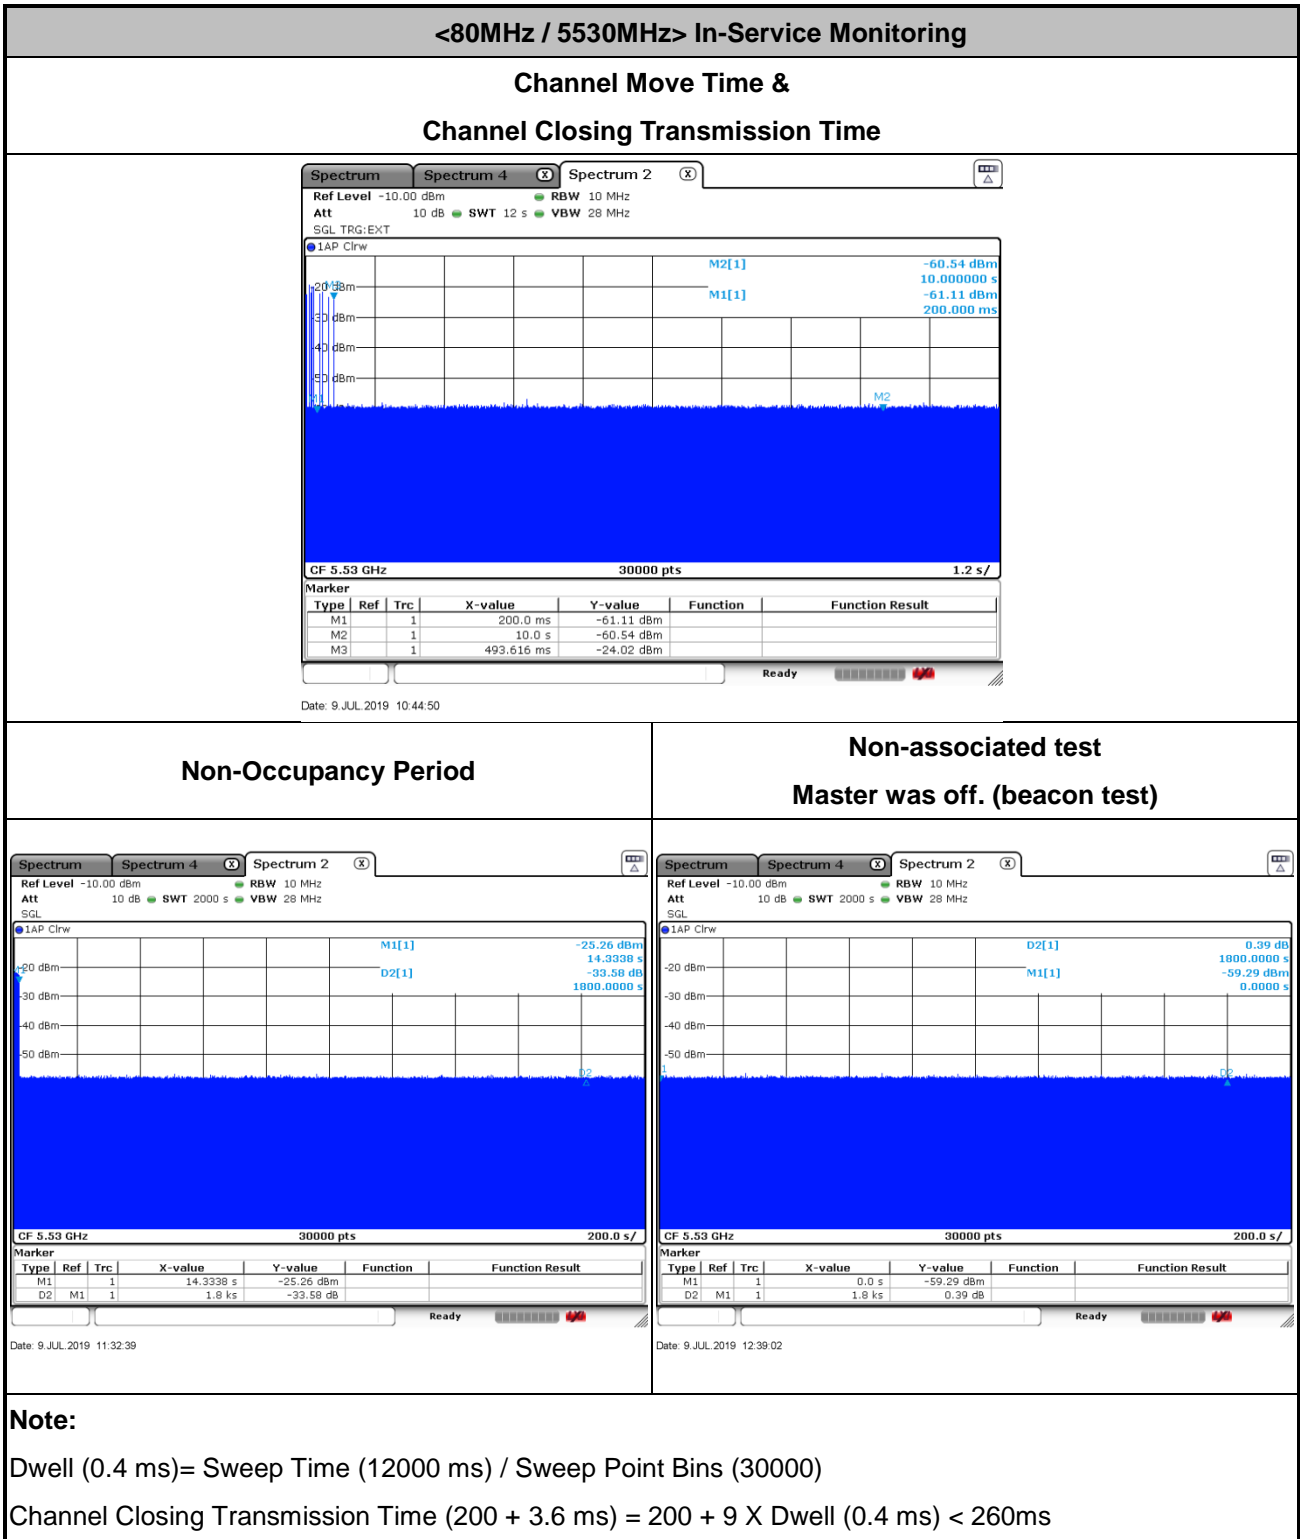 <80MHz / 5530MHz> In-Service Monitoring
Channel Move Time &
Channel Closing Transmission Time
Spectrum Spectrum 4 X Spectrum 2 X
Ref Level -10.00 dBm RBW 10 MHz
Att 10 dB SWT 12 s VBW 28 MHz
SGL TRG:EXT
1AP Clrw
M2[1] -60.54 dBm
10.000000 s
M1[1] -61.11 dBm
200.000 ms
-20 dBm
M3
-30 dBm
-40 dBm
-50 dBm
M1
M2
CF 5.53 GHz 30000 pts 1.2 s/
Marker
Type Ref Trc X-value Y-value Function Function Result
M1 1 200.0 ms -61.11 dBm
M2 1 10.0 s -60.54 dBm
M3 1 493.616 ms -24.02 dBm
Ready
Date: 9.JUL.2019 10:44:50
Non-Occupancy Period
Non-associated test
Master was off. (beacon test)
Spectrum Spectrum 4 X Spectrum 2 X
Ref Level -10.00 dBm RBW 10 MHz
Att 10 dB SWT 2000 s VBW 28 MHz
SGL
1AP Clrw
M1[1] -25.26 dBm
14.3338 s
D2[1] -33.58 dB
1800.0000 s
-20 dBm
-30 dBm
-40 dBm
-50 dBm
D2
CF 5.53 GHz 30000 pts 200.0 s/
Marker
Type Ref Trc X-value Y-value Function Function Result
M1 1 14.3338 s -25.26 dBm
D2 M1 1 1.8 ks -33.58 dB
Ready
Date: 9.JUL.2019 11:32:39
Spectrum Spectrum 4 X Spectrum 2 X
Ref Level -10.00 dBm RBW 10 MHz
Att 10 dB SWT 2000 s VBW 28 MHz
SGL
1AP Clrw
D2[1] 0.39 dB
1800.0000 s
M1[1] -59.29 dBm
0.0000 s
-20 dBm
-30 dBm
-40 dBm
-50 dBm
1
D2
CF 5.53 GHz 30000 pts 200.0 s/
Marker
Type Ref Trc X-value Y-value Function Function Result
M1 1 0.0 s -59.29 dBm
D2 M1 1 1.8 ks 0.39 dB
Ready
Date: 9.JUL.2019 12:39:02
Note:
Dwell (0.4 ms)= Sweep Time (12000 ms) / Sweep Point Bins (30000)
Channel Closing Transmission Time (200 + 3.6 ms) = 200 + 9 X Dwell (0.4 ms) < 260ms